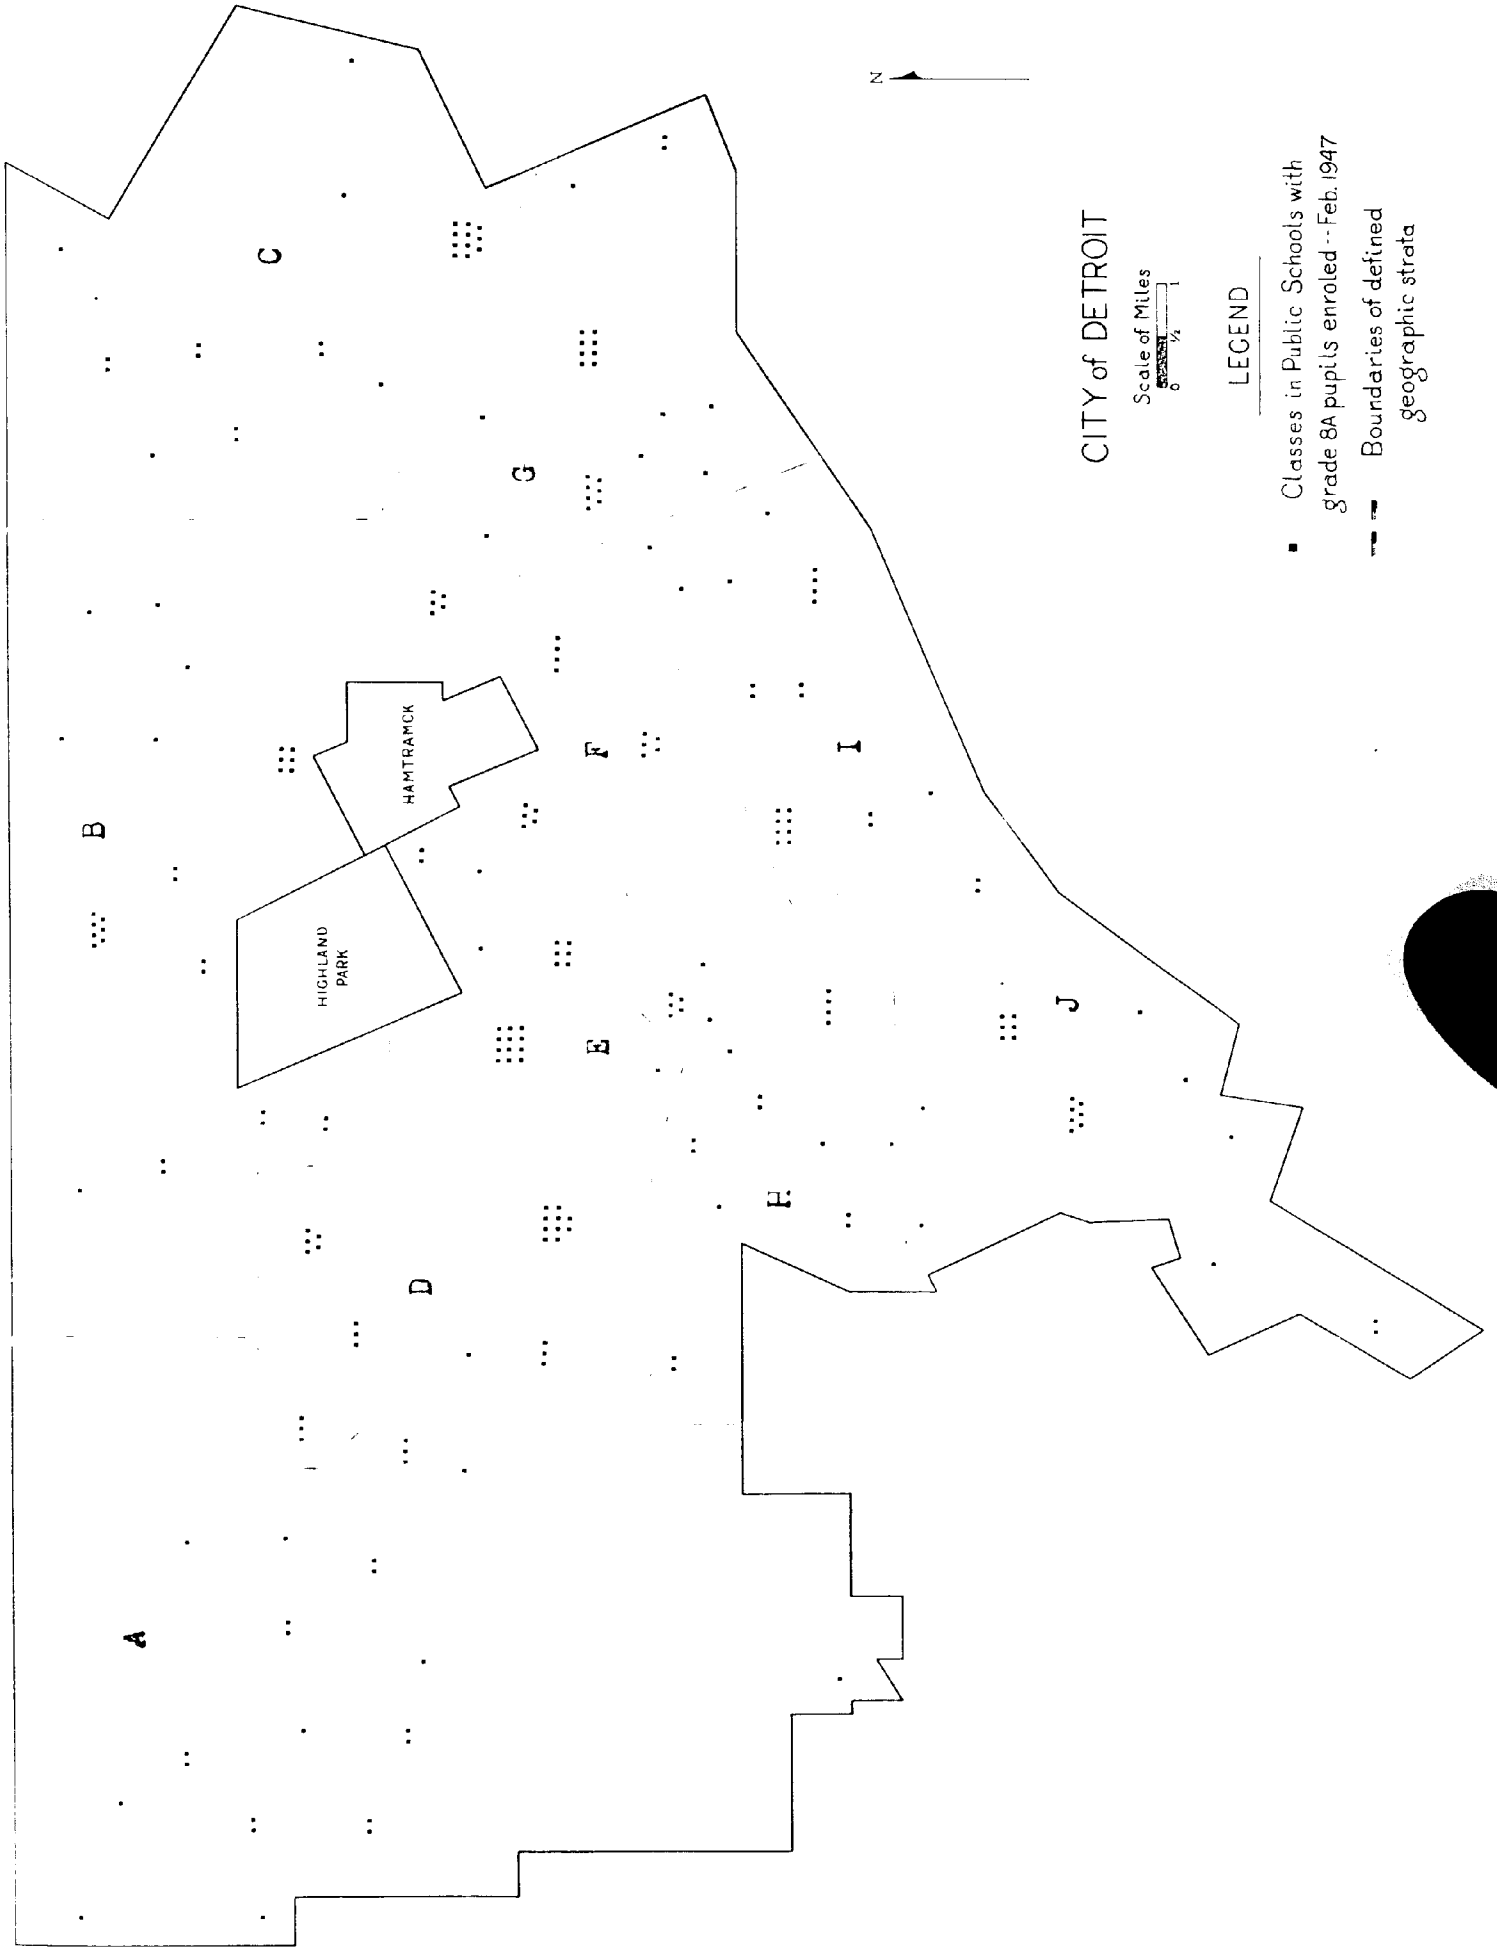 N
A
B
C
D
E
F
G
H
I
J
HIGHLAND
PARK
HAMTRAMCK
CITY of DETROIT
Scale of Miles
0 ½ 1
LEGEND
Classes in Public Schools with
grade 8A pupils enroled--Feb. 1947
Boundaries of defined
geographic strata